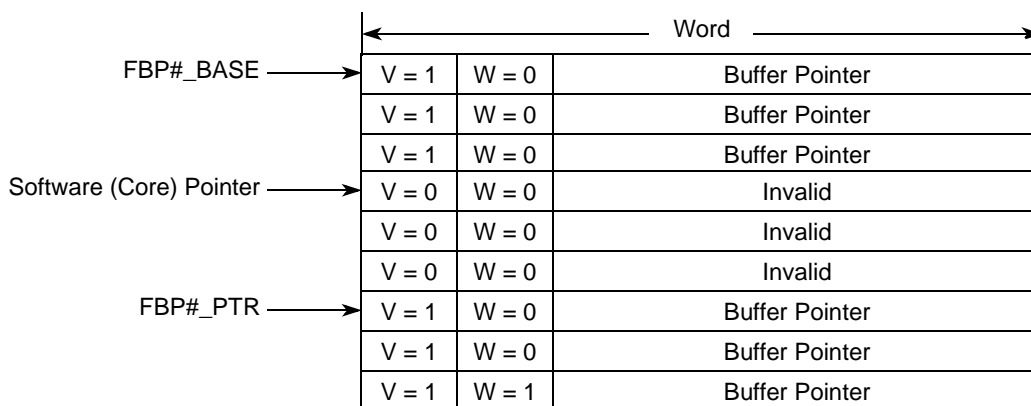 Word
FBP#_BASE V = 1 W = 0 Buffer Pointer
V = 1 W = 0 Buffer Pointer
V = 1 W = 0 Buffer Pointer
Software (Core) Pointer V = 0 W = 0 Invalid
V = 0 W = 0 Invalid
V = 0 W = 0 Invalid
FBP#_PTR V = 1 W = 0 Buffer Pointer
V = 1 W = 0 Buffer Pointer
V = 1 W = 1 Buffer Pointer